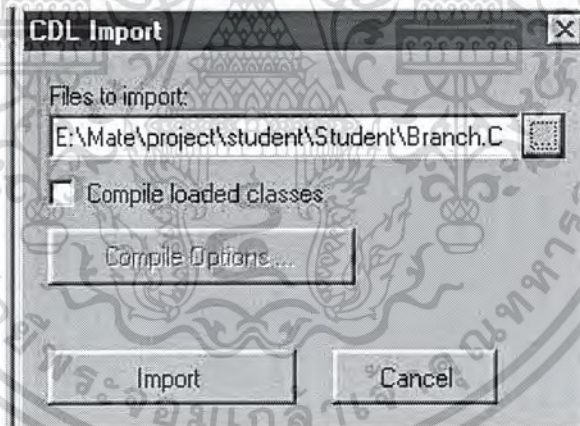 CDL Import
Files to import:
E:\Mate\project\student\Student\Branch.C
Compile loaded classes
Compile Options....
Import
Cancel